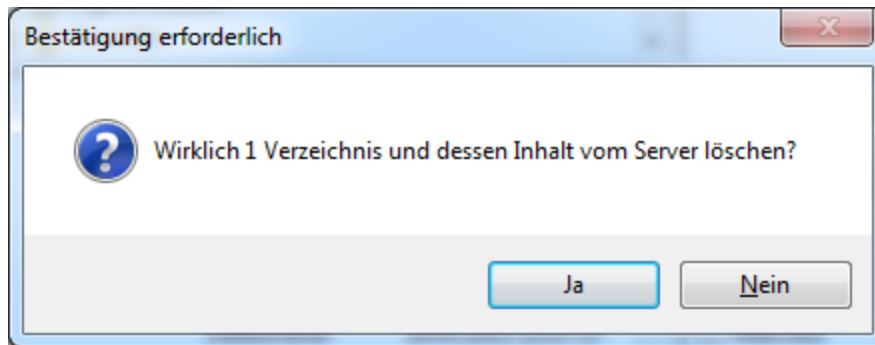 Bestätigung erforderlich
Wirklich 1 Verzeichnis und dessen Inhalt vom Server löschen?
Ja
Nein